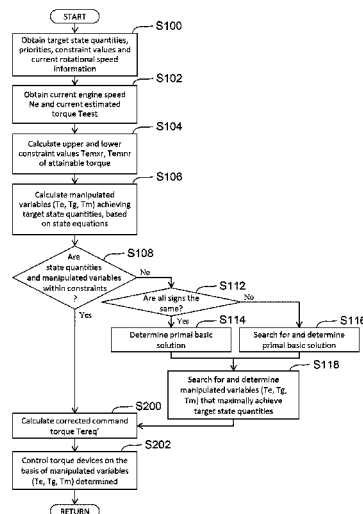 START
S100
Obtain target state quantities,
priorities, constraint values and
current rotational speed
information
S102
Obtain current engine speed
Ne and current estimated
torque Teest
S104
Calculate upper and lower
constraint values Temxr, Temnr
of attainable torque
S106
Calculate manipulated
variables (Te, Tg, Tm) achieving
target state quantities, based
on state equations
S108
Are
state quantities
and manipulated variables
within constraints
?
No
Yes
S112
Are all signs the
same?
No
Yes
S114
Determine primal basic
solution
S116
Search for and determine
primal basic solution
S118
Search for and determine
manipulated variables (Te, Tg,
Tm) that maximally achieve
target state quantities
S200
Calculate corrected command
torque Tereq'
S202
Control torque devices on the
basis of manipulated variables
(Te, Tg, Tm) determined
RETURN